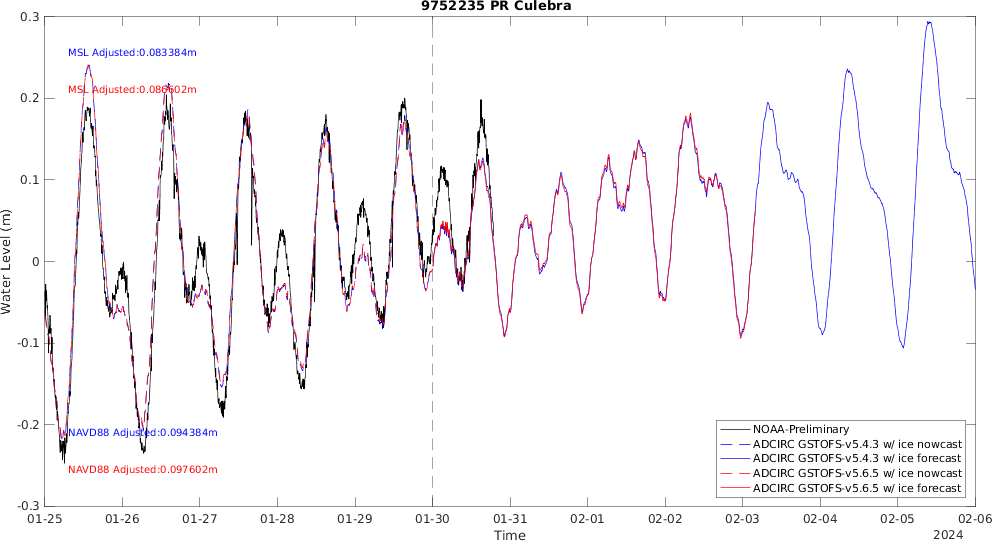 9752235 PR Culebra
0.3
0.2
0.1
0
-0.1
-0.2
-0.3
Water Level (m)
MSL Adjusted:0.083384m
MSL Adjusted:0.086602m
NAVD88 Adjusted:0.094384m
NAVD88 Adjusted:0.097602m
NOAA-Preliminary
ADCIRC GSTOFS-v5.4.3 w/ ice nowcast
ADCIRC GSTOFS-v5.4.3 w/ ice forecast
ADCIRC GSTOFS-v5.6.5 w/ ice nowcast
ADCIRC GSTOFS-v5.6.5 w/ ice forecast
01-25 01-26 01-27 01-28 01-29 01-30 01-31 02-01 02-02 02-03 02-04 02-05 02-06
Time
2024